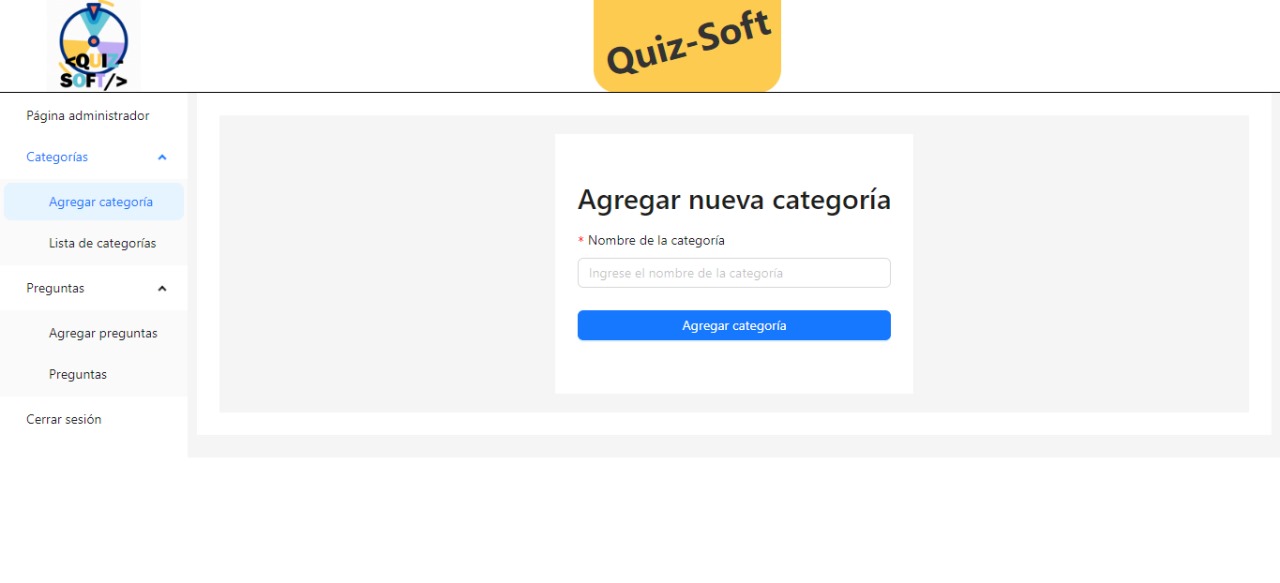 <QUIZ-
SOFT/>
Quiz-Soft
Página administrador
Categorías
Agregar categoría
Lista de categorías
Preguntas
Agregar preguntas
Preguntas
Cerrar sesión
Agregar nueva categoría
* Nombre de la categoría
Ingrese el nombre de la categoría
Agregar categoría